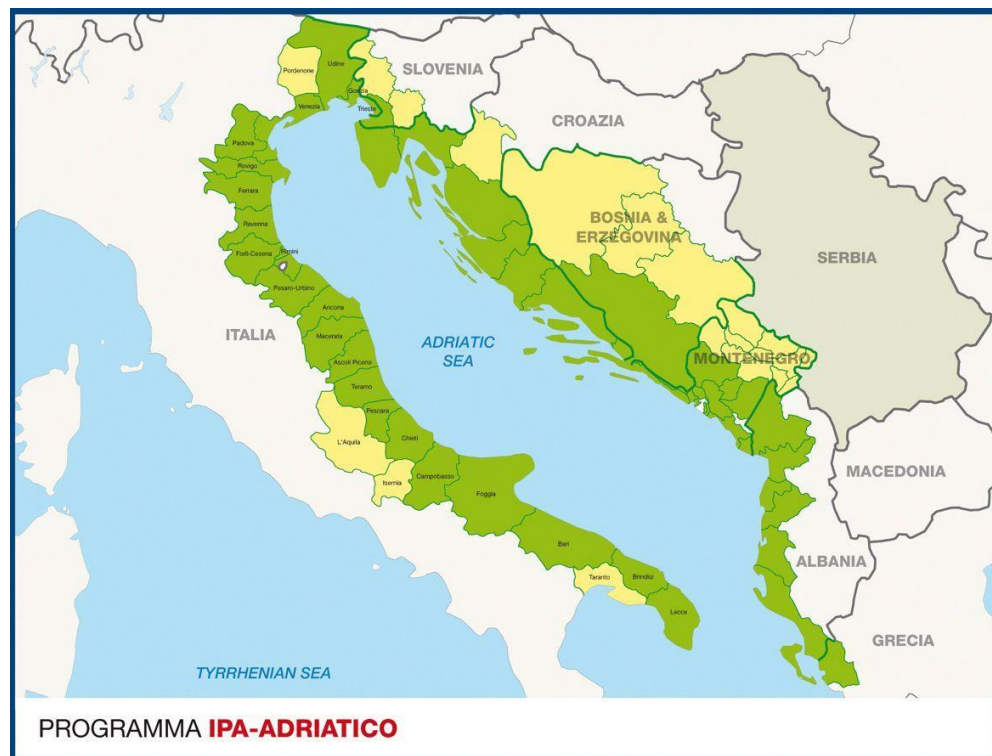 SLOVENIA
Pordenone
Udine
Gorizia
Venezia
Trieste
CROAZIA
Padova
Rovigo
Ferrara
Ravenna
Forlì-Cesena
Rimini
Pesaro-Urbino
Ancona
BOSNIA &
ERZEGOVINA
SERBIA
ITALIA
Macerata
ADRIATIC
SEA
Ascoli Piceno
MONTENEGRO
Teramo
Pescara
L'Aquila
Chieti
Isernia
Campobasso
MACEDONIA
Foggia
Bari
ALBANIA
Taranto
Brindisi
Lecce
GRECIA
TYRRHENIAN SEA
PROGRAMMA IPA-ADRIATICO